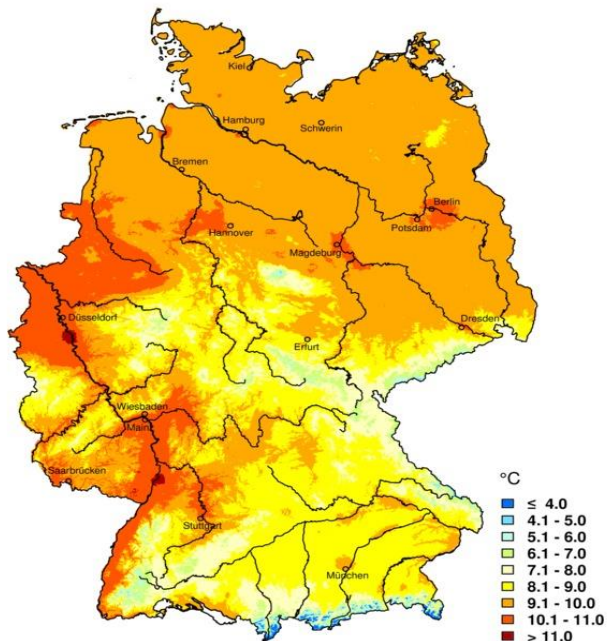 Kiel
Hamburg
Schwerin
Bremen
Berlin
Hannover
Potsdam
Magdeburg
Düsseldorf
Dresden
Erfurt
Wiesbaden
Mainz
Saarbrücken
Stuttgart
München
°C
≤ 4.0
4.1 - 5.0
5.1 - 6.0
6.1 - 7.0
7.1 - 8.0
8.1 - 9.0
9.1 - 10.0
10.1 - 11.0
> 11.0